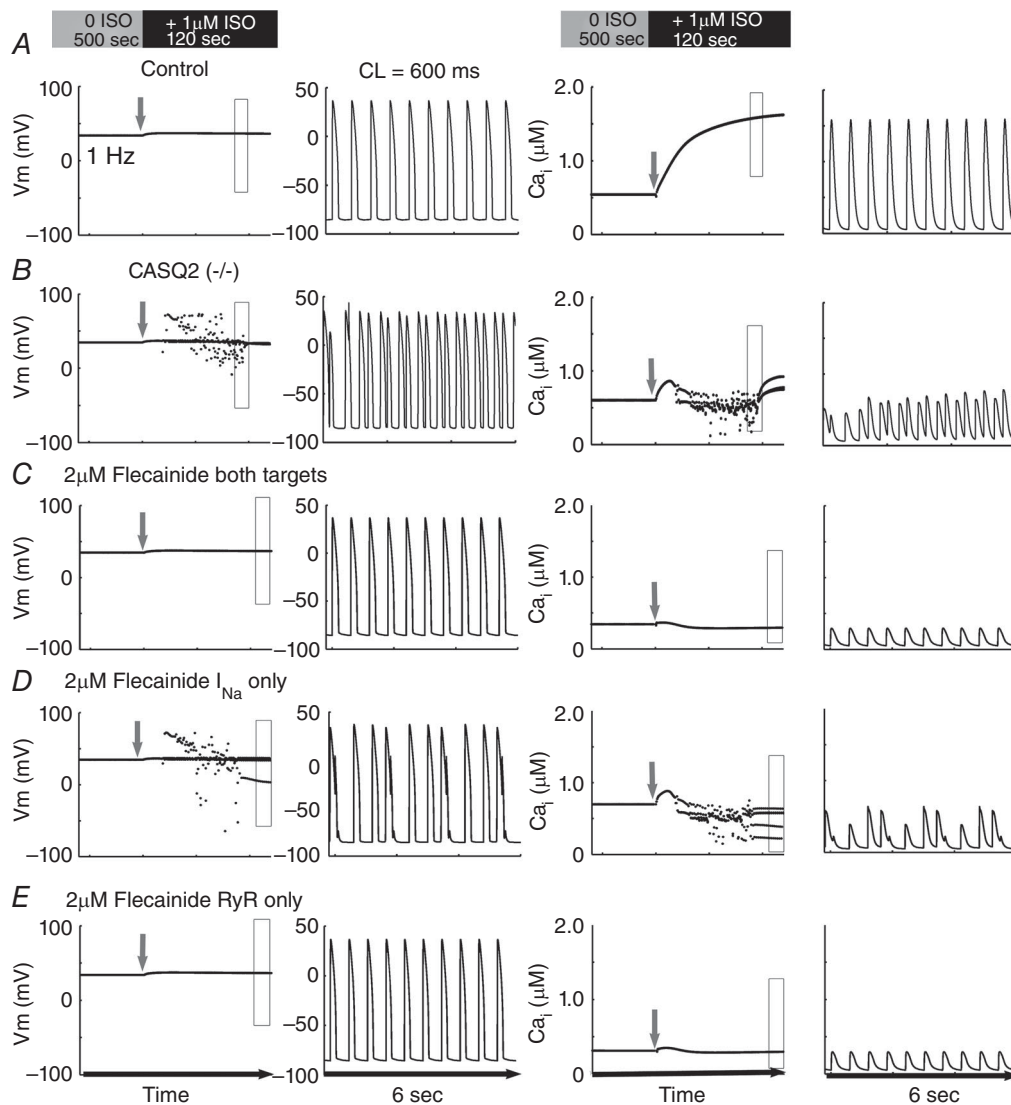 0 ISO
500 sec
+ 1μM ISO
120 sec
0 ISO
500 sec
+ 1μM ISO
120 sec
A
Control
CL = 600 ms
Vm (mV)
100
0
–100
1 Hz
50
0
–50
–100
Ca i (μM)
2.0
1.0
0
B
CASQ2 (-/-)
Vm (mV)
100
0
–100
50
0
–50
–100
Ca i (μM)
2.0
1.0
0
C
2μM Flecainide both targets
Vm (mV)
100
0
–100
50
0
–50
–100
Ca i (μM)
2.0
1.0
0
D
2μM Flecainide I Na only
Vm (mV)
100
0
–100
50
0
–50
–100
Ca i (μM)
2.0
1.0
0
E
2μM Flecainide RyR only
Vm (mV)
100
0
–100
50
0
–50
–100
Ca i (μM)
2.0
1.0
0
Time
6 sec
Time
6 sec